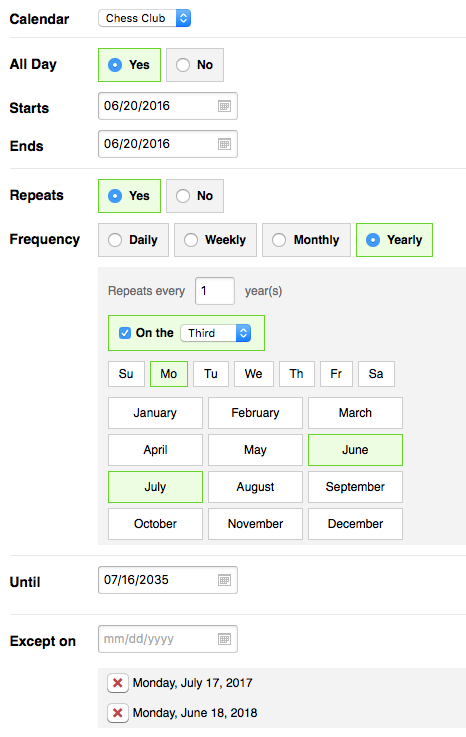 Calendar Chess Club
All Day Yes No
Starts 06/20/2016
Ends 06/20/2016
Repeats Yes No
Frequency Daily Weekly Monthly Yearly
Repeats every 1 year(s)
On the Third
Su Mo Tu We Th Fr Sa
January February March
April May June
July August September
October November December
Until 07/16/2035
Except on mm/dd/yyyy
Monday, July 17, 2017
Monday, June 18, 2018